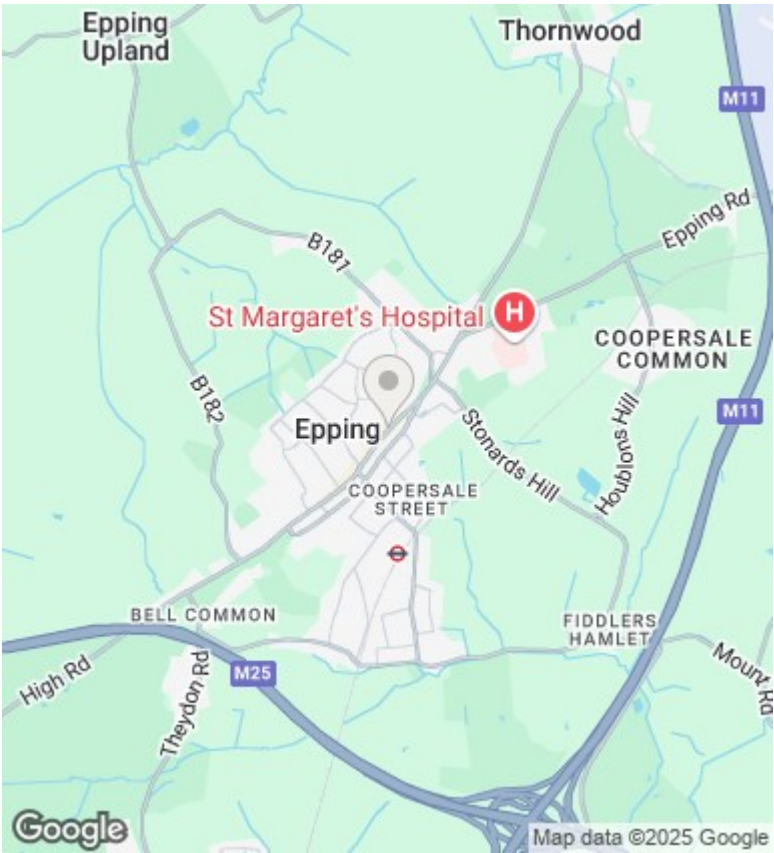 Epping
Upland
Thornwood
M11
Epping Rd
B181
St Margaret's Hospital
H
COOPERSALE
COMMON
B182
M11
Epping
Stonards Hill
Houblons Hill
COOPERSALE
STREET
BELL COMMON
FIDDLERS
HAMLET
High Rd
Theydon Rd
M25
Mount Rd
Google
Map data ©2025 Google